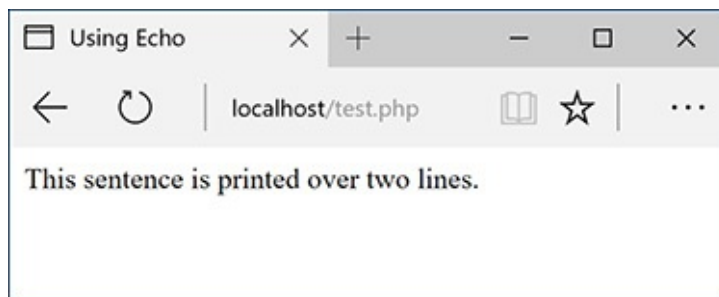 Using Echo
localhost/test.php
This sentence is printed over two lines.